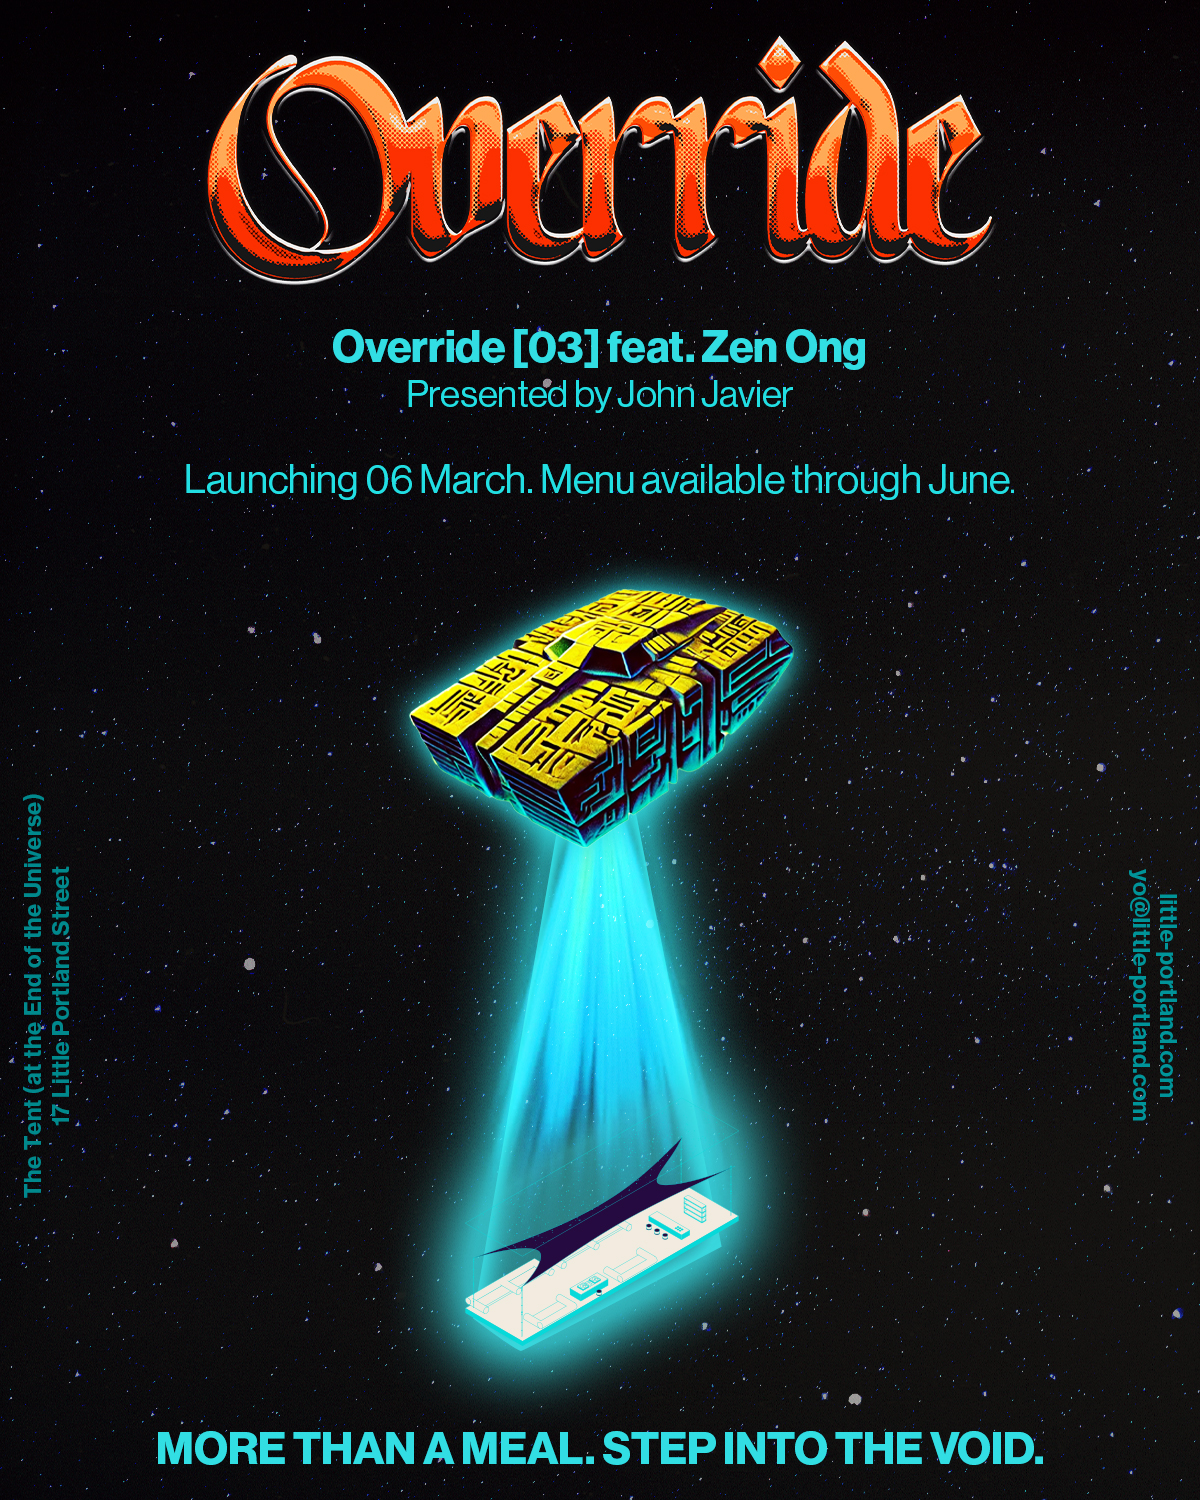 Override
Override [03] feat. Zen Ong
Presented by John Javier
Launching 06 March. Menu available through June.
The Tent (at the End of the Universe)
17 Little Portland Street
little-portland.com
yo@little-portland.com
MORE THAN A MEAL. STEP INTO THE VOID.